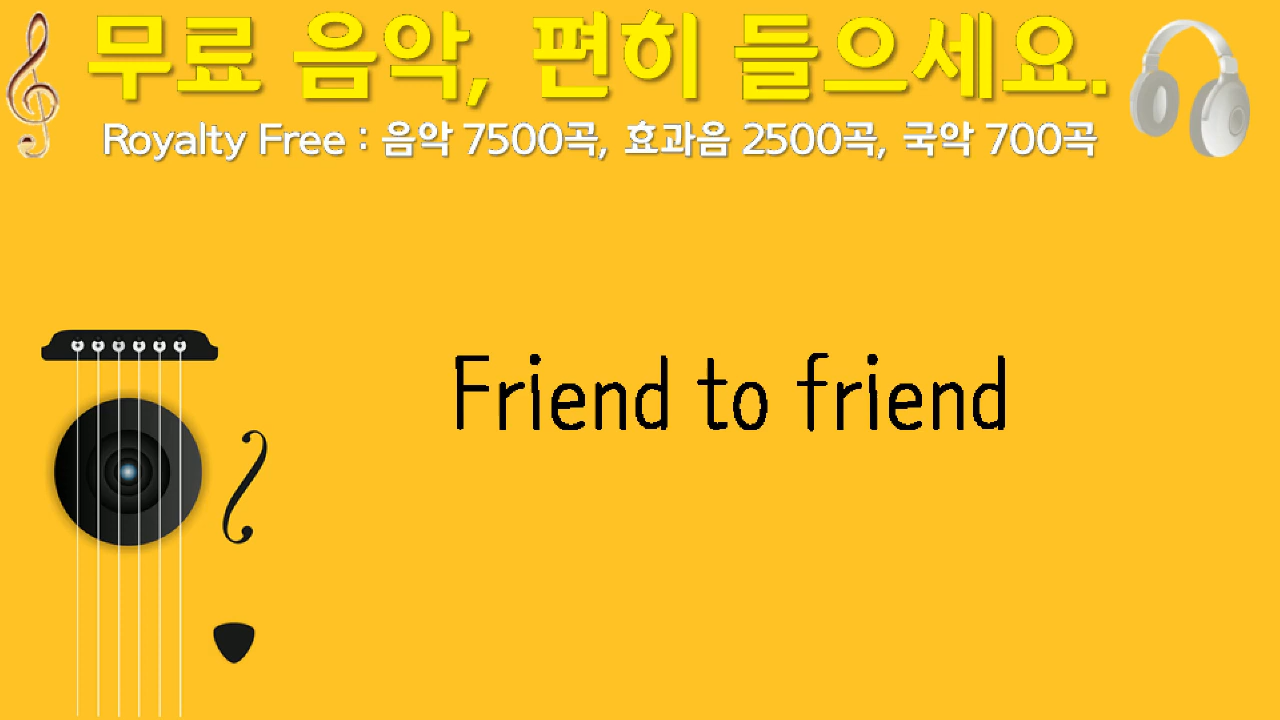 무료 음악, 편히 들으세요.
Royalty Free : 음악 7500곡, 효과음 2500곡, 국악 700곡
Friend to friend